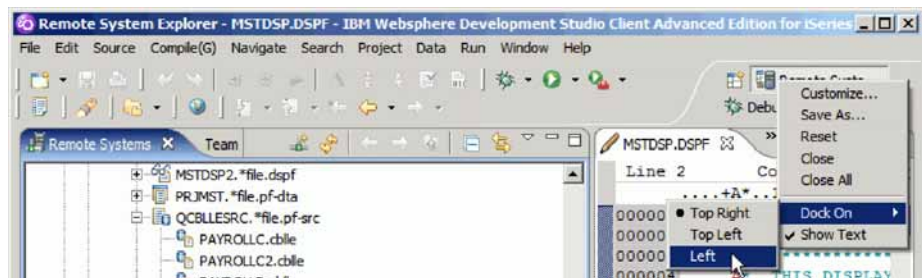 Remote System Explorer - MSTDSP.DSPF - IBM Websphere Development Studio Client Advanced Edition for iSeries
File Edit Source Compile(G) Navigate Search Project Data Run Window Help
Debu
Customize...
Save As...
Reset
Close
Close All
Dock On
Show Text
Top Right
Top Left
Left
Remote Systems Team
MSTDSP.DSPF
Line 2 Co
....+A*..1
MSTDSP2.*file.dspf
PRJMST.*file.pf-dta
QCBLLESRC.*file.pf-src
PAYROLLC.cblle
PAYROLLC2.cblle
00000
00000
00000
THIS DISPLAY